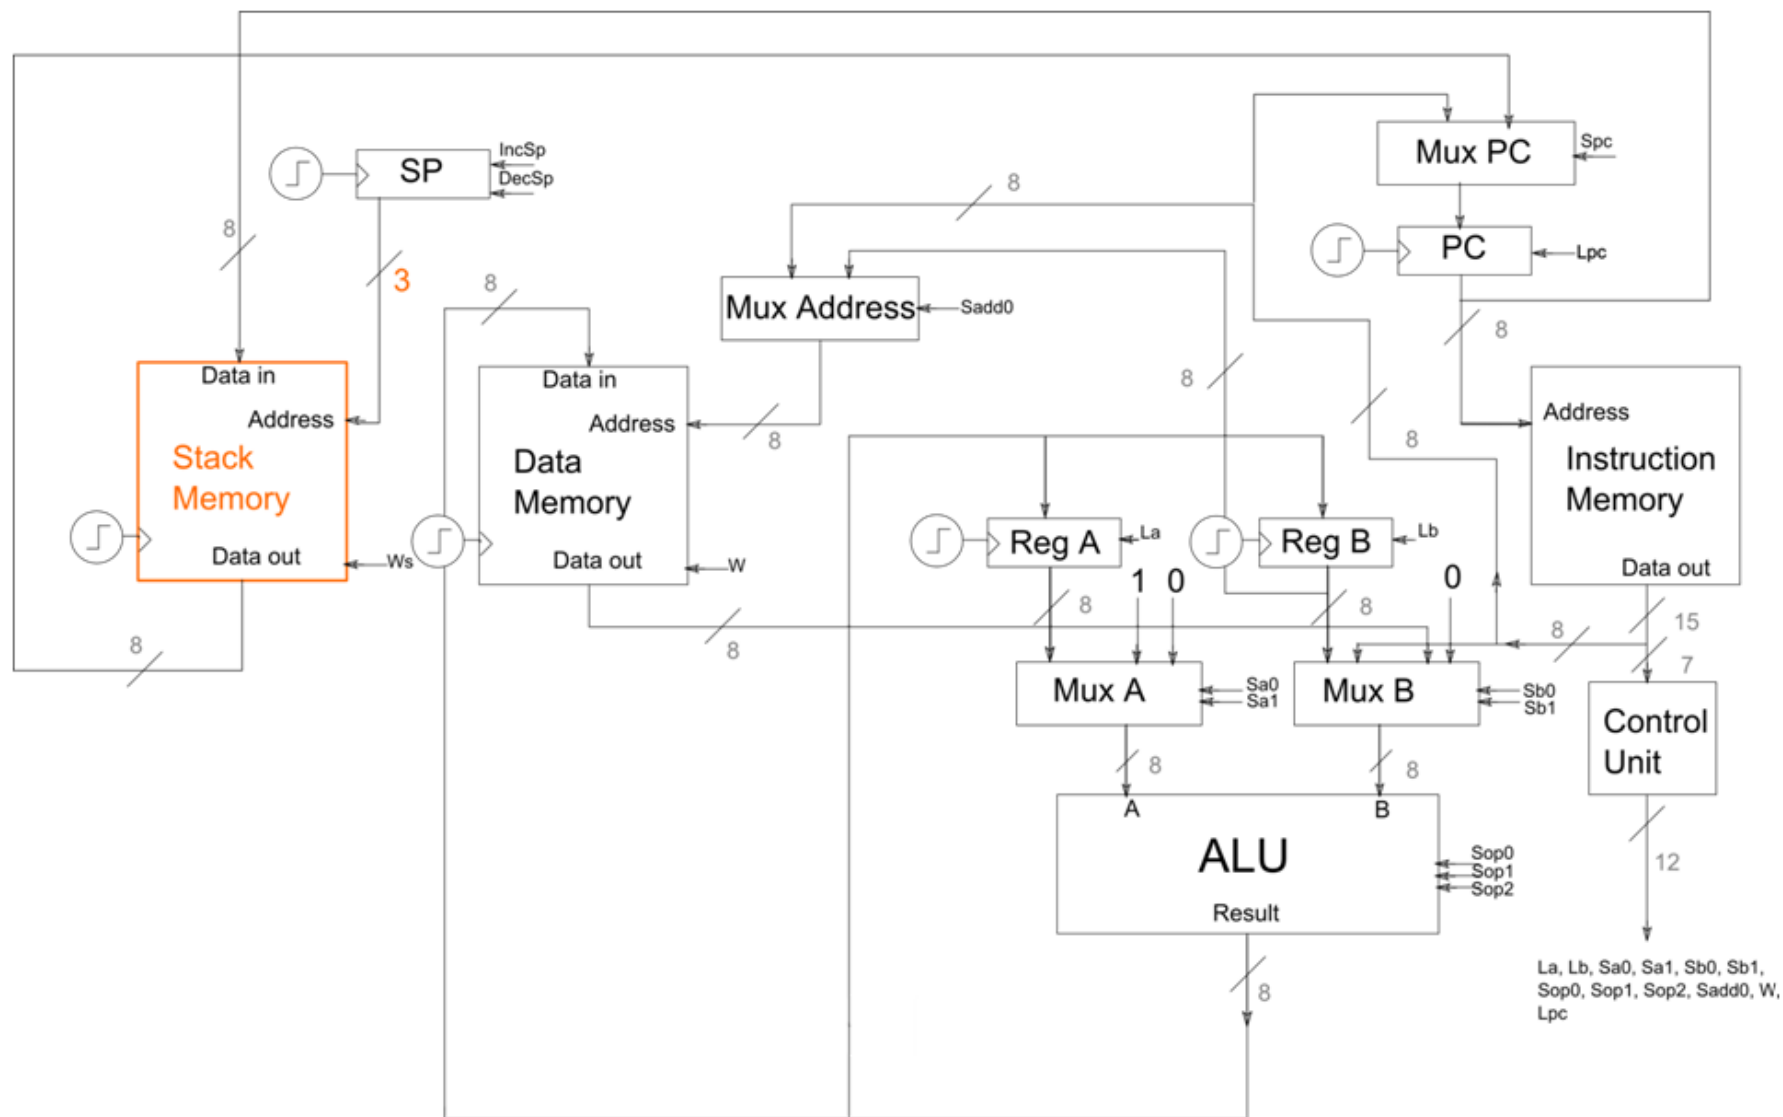 Mux PC
Spc
IncSp
SP
DecSp
8
8
PC
Lpc
3
8
Mux Address
Sadd0
8
8
Data in
Address
Stack
Memory
Data out
Ws
Data in
Address
8
Data
Memory
Data out
W
8
Address
Instruction
Memory
Data out
Reg A
La
Reg B
Lb
1 0
0
8
8
8
15
8
8
7
Mux A
Sa0
Sa1
Mux B
Sb0
Sb1
Control
Unit
8
8
A
B
ALU
Sop0
Sop1
Sop2
12
Result
8
La, Lb, Sa0, Sa1, Sb0, Sb1,
Sop0, Sop1, Sop2, Sadd0, W,
Lpc